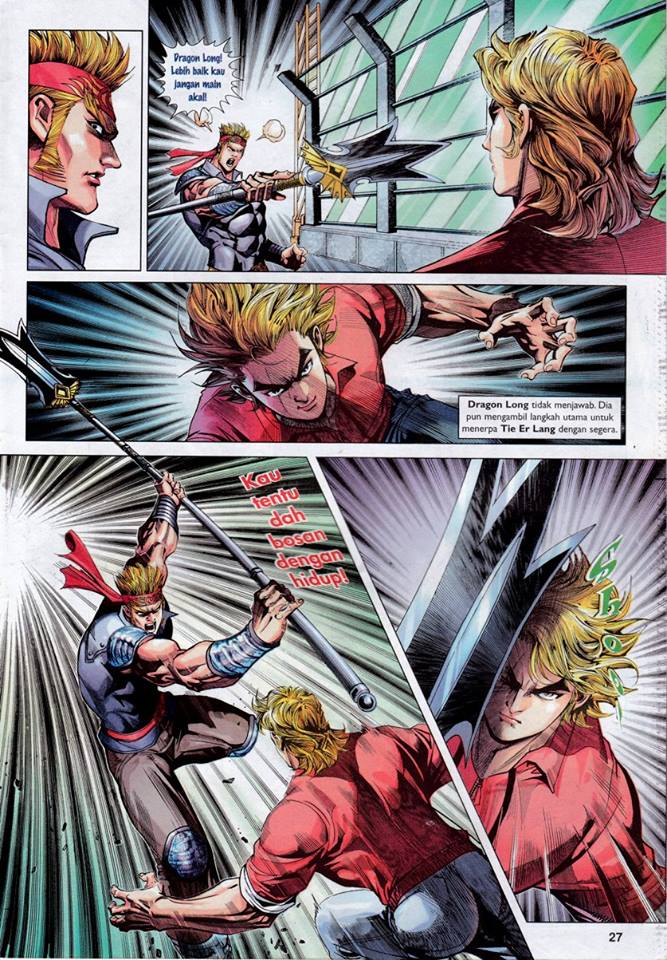 Dragon Long!
Lebih baik kau
jangan main
akal!
Dragon Long tidak menjawab. Dia
pun mengambil langkah utama untuk
menerpa Tie Er Lang dengan segera.
Kau
tentu
dah
bosan
dengan
hidup!
27